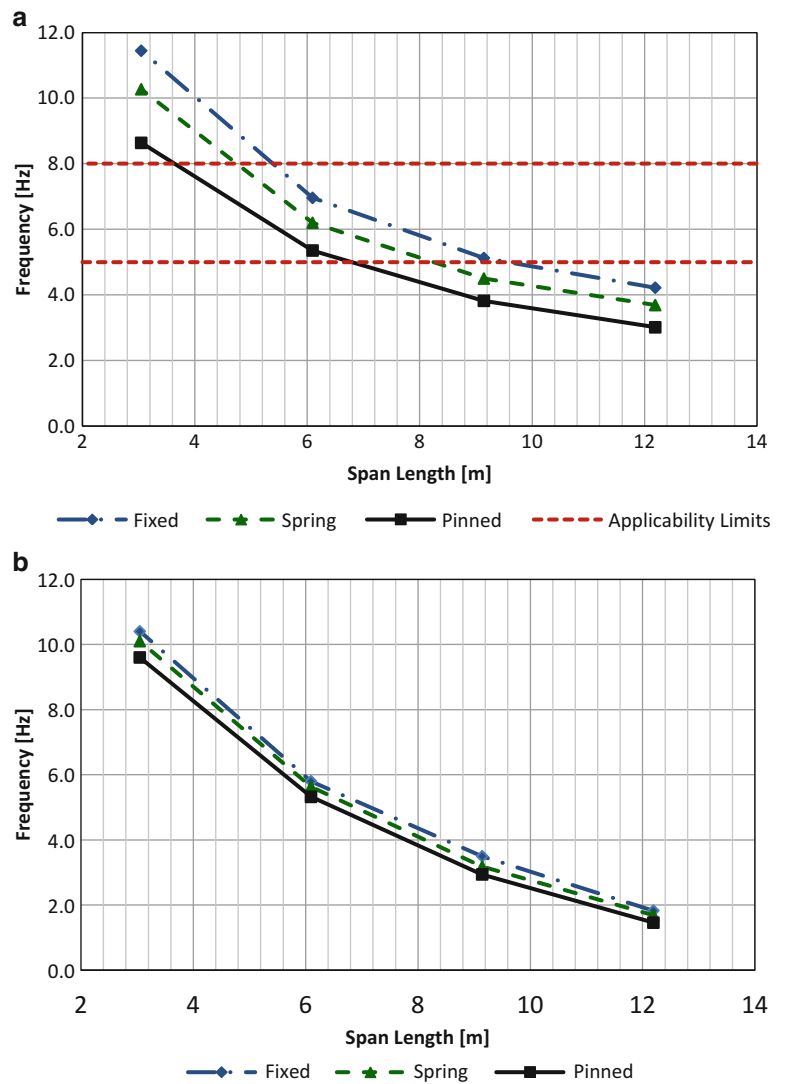 a
12.0
10.0
8.0
6.0
4.0
2.0
0.0
Frequency [Hz]
2 4 6 8 10 12 14
Span Length [m]
Fixed Spring Pinned Applicability Limits
b
12.0
10.0
8.0
6.0
4.0
2.0
0.0
Frequency [Hz]
2 4 6 8 10 12 14
Span Length [m]
Fixed Spring Pinned